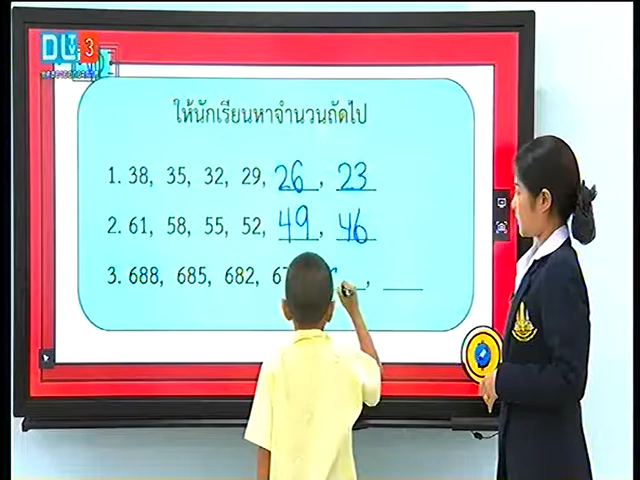 DLTV 3
ให้นักเรียนหาจำนวนถัดไป
1. 38, 35, 32, 29, 26, 23
2. 61, 58, 55, 52, 49, 46
3. 688, 685, 682,